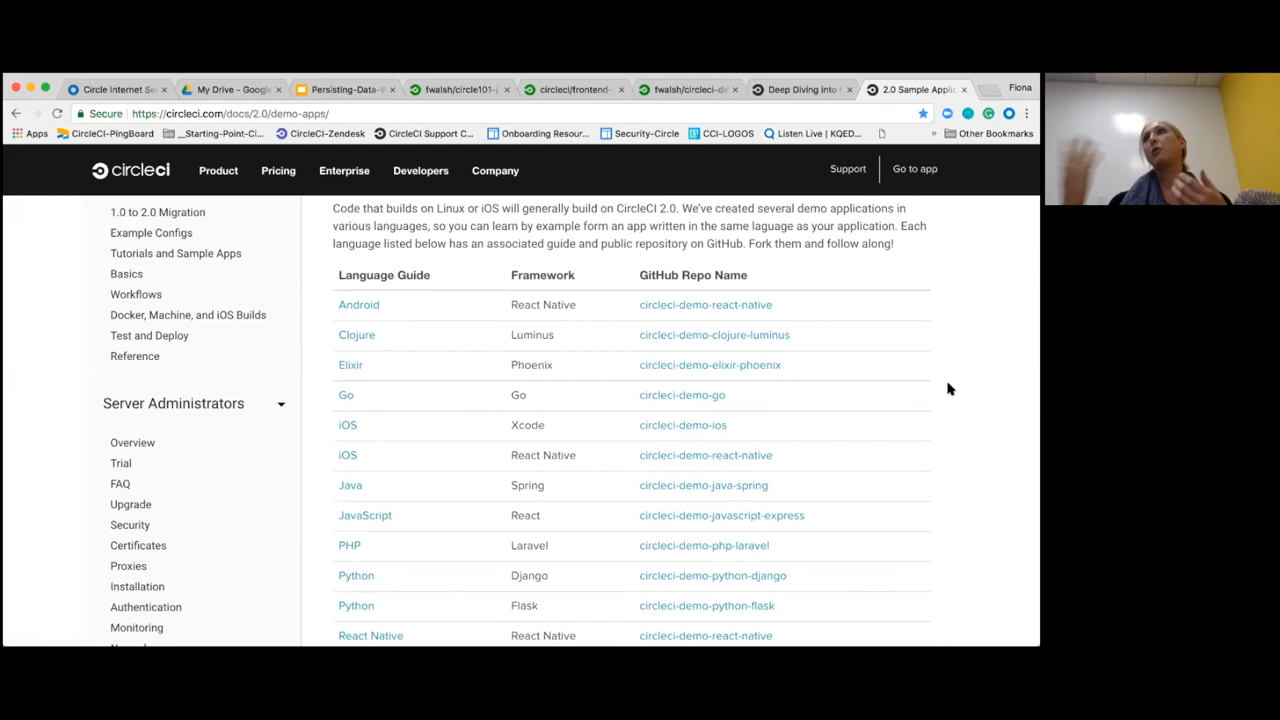 Circle Internet Se
My Drive - Google
Persisting-Data-W
fwalsh/circle101-j
circleci/frontend-
fwalsh/circleci-de
Deep Diving into
2.0 Sample Applic
Fiona
Secure
https://circleci.com/docs/2.0/demo-apps/
Apps
CircleCI-PingBoard
__Starting-Point-Ci…
CircleCI-Zendesk
CircleCI Support C…
Onboarding Resour…
Security-Circle
CCI-LOGOS
Listen Live | KQED…
»
Other Bookmarks
circleci
Product
Pricing
Enterprise
Developers
Company
Support
Go to app
1.0 to 2.0 Migration
Example Configs
Tutorials and Sample Apps
Basics
Workflows
Docker, Machine, and iOS Builds
Test and Deploy
Reference
Server Administrators
Overview
Trial
FAQ
Upgrade
Security
Certificates
Proxies
Installation
Authentication
Monitoring
Code that builds on Linux or iOS will generally build on CircleCI 2.0. We've created several demo applications in
various languages, so you can learn by example form an app written in the same laguage as your application. Each
language listed below has an associated guide and public repository on GitHub. Fork them and follow along!
Language Guide Framework GitHub Repo Name
Android React Native circleci-demo-react-native
Clojure Luminus circleci-demo-clojure-luminus
Elixir Phoenix circleci-demo-elixir-phoenix
Go Go circleci-demo-go
iOS Xcode circleci-demo-ios
iOS React Native circleci-demo-react-native
Java Spring circleci-demo-java-spring
JavaScript React circleci-demo-javascript-express
PHP Laravel circleci-demo-php-laravel
Python Django circleci-demo-python-django
Python Flask circleci-demo-python-flask
React Native React Native circleci-demo-react-native